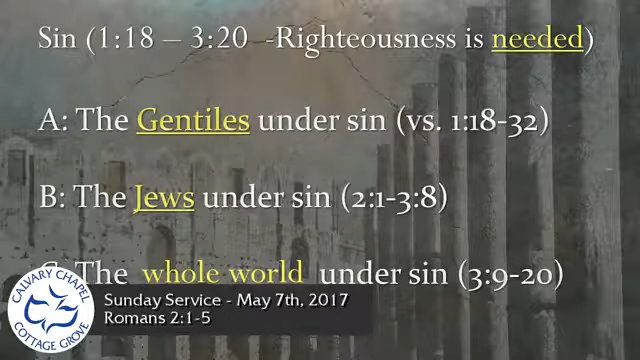 Sin (1:18 – 3:20 -Righteousness is needed)
A: The Gentiles under sin (vs. 1:18-32)
B: The Jews under sin (2:1-3:8)
C: The whole world under sin (3:9-20)
CALVARY CHAPEL
COTTAGE GROVE
Sunday Service - May 7th, 2017
Romans 2:1-5